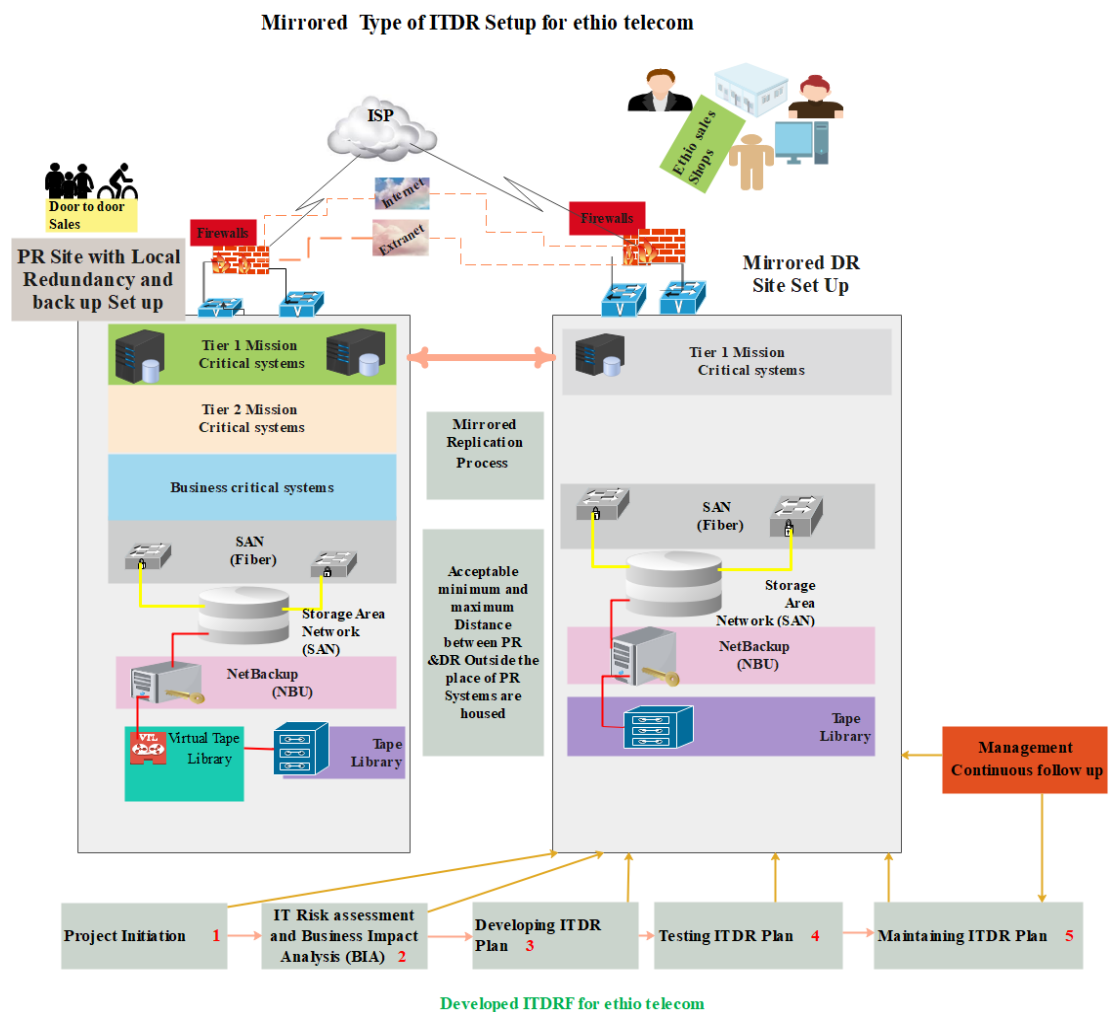 Mirrored Type of ITDR Setup for ethio telecom
ISP
Ethio sales
Shops
Door to door
Sales
Internet
Extranet
Firewalls
Firewalls
PR Site with Local
Redundancy and
back up Set up
Mirrored DR
Site Set Up
V
V
V
V
Tier 1 Mission
Critical systems
Tier 2 Mission
Critical systems
Business critical systems
SAN
(Fiber)
Storage Area
Network
(SAN)
NetBackup
(NBU)
VTL
Virtual Tape
Library
Tape
Library
Mirrored
Replication
Process
Acceptable
minimum and
maximum
Distance
between PR
&DR Outside the
place of PR
Systems are
housed
Tier 1 Mission
Critical systems
SAN
(Fiber)
Storage
Area
Network (SAN)
NetBackup
(NBU)
Tape
Library
Management
Continuous follow up
Project Initiation 1
IT Risk assessment
and Business Impact
Analysis (BIA) 2
Developing ITDR
Plan 3
Testing ITDR Plan 4
Maintaining ITDR Plan 5
Developed ITDRF for ethio telecom